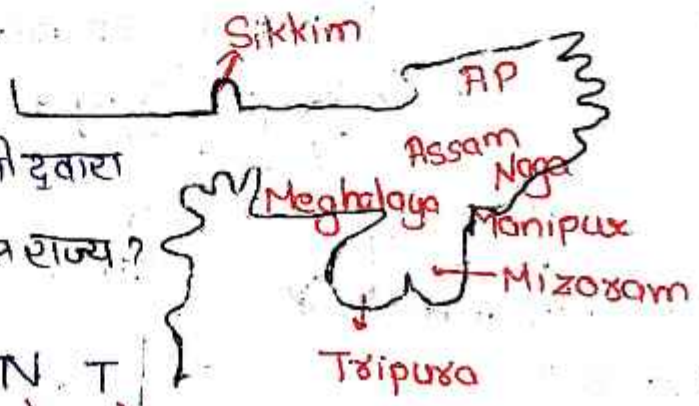 Sikkim
AP
द्वारा
Assam
Naga
Meghalaya
Manipur
राज्य?
Mizoram
N T
Tripura